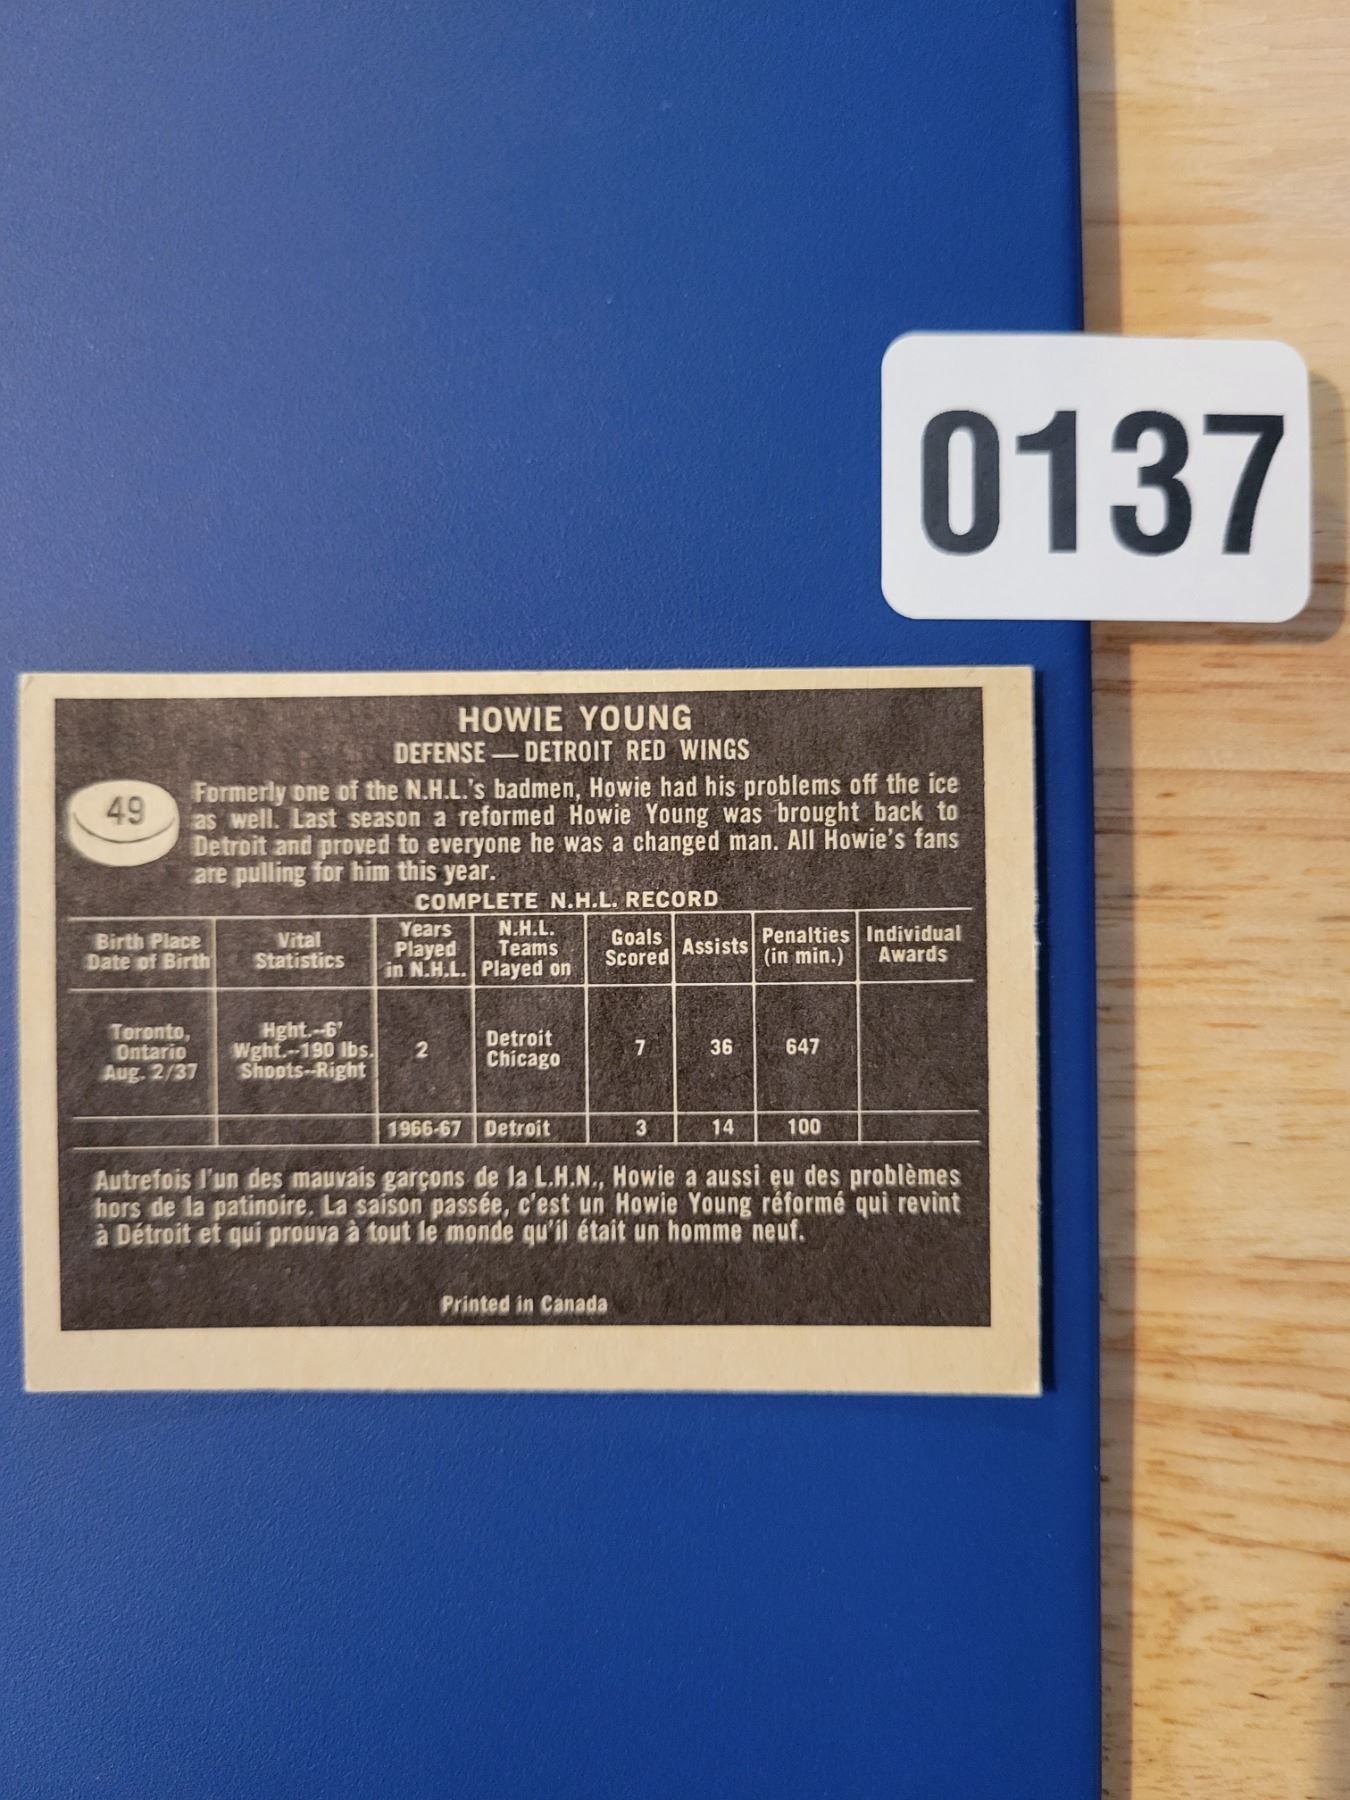 0137
HOWIE YOUNG
DEFENSE — DETROIT RED WINGS
49
Formerly one of the N.H.L.'s badmen, Howie had his problems off the ice
as well. Last season a reformed Howie Young was brought back to
Detroit and proved to everyone he was a changed man. All Howie's fans
are pulling for him this year.
COMPLETE N.H.L. RECORD
Birth Place
Date of Birth
Vital
Statistics
Years
Played
in N.H.L.
N.H.L.
Teams
Played on
Goals
Scored
Assists
Penalties
(in min.)
Individual
Awards
Toronto,
Ontario
Aug. 2/37
Hght.--6'
Wght.--190 lbs.
Shoots--Right
2
Detroit
Chicago
7
36
647
1966-67
Detroit
3
14
100
Autrefois l'un des mauvais garçons de la L.H.N., Howie a aussi eu des problèmes
hors de la patinoire. La saison passée, c'est un Howie Young réformé qui revint
à Détroit et qui prouva à tout le monde qu'il était un homme neuf.
Printed in Canada